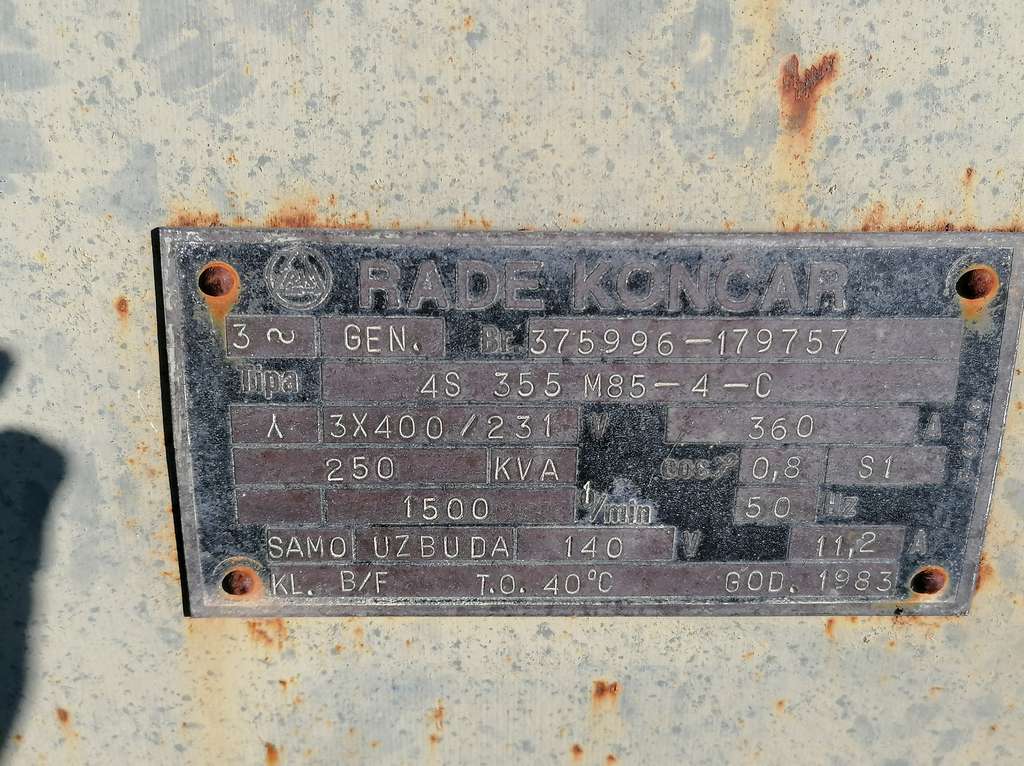 RADE KONČAR
3 ~ GEN. Br. 375996-179757
Tipa 4S 355 M85-4-C
3X400/231 V 360 A
250 KVA cos φ 0,8 S1
1500 1/min 50 Hz
SAMO UZBUDA 140 V 11,2 A
KL. B/F T.O. 40°C GOD. 1983